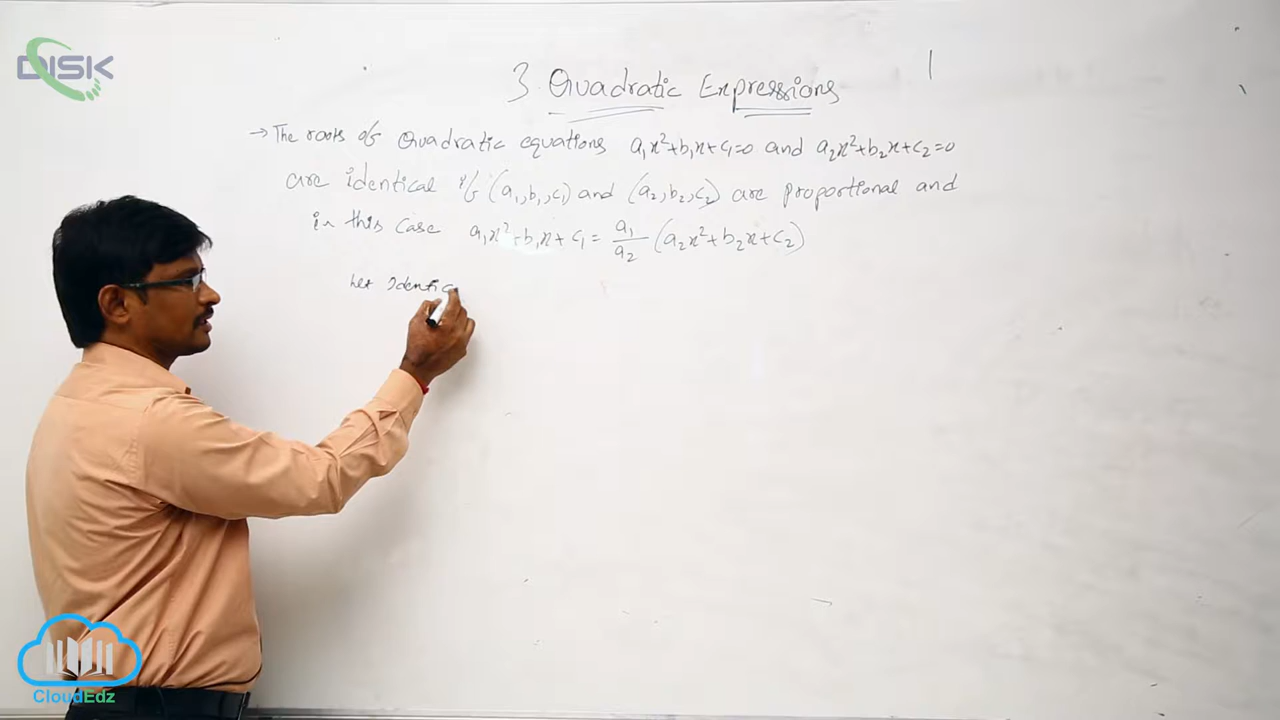 DISK
3. Quadratic Expressions
→ The roots of Quadratic equations a₁x²+b₁x+c₁=0 and a₂x²+b₂x+c₂=0
are identical if (a₁,b₁,c₁) and (a₂,b₂,c₂) are proportional and
in this case a₁x²+b₁x+c₁ = a₁/a₂ (a₂x²+b₂x+c₂)
Let Identic
CloudEdz